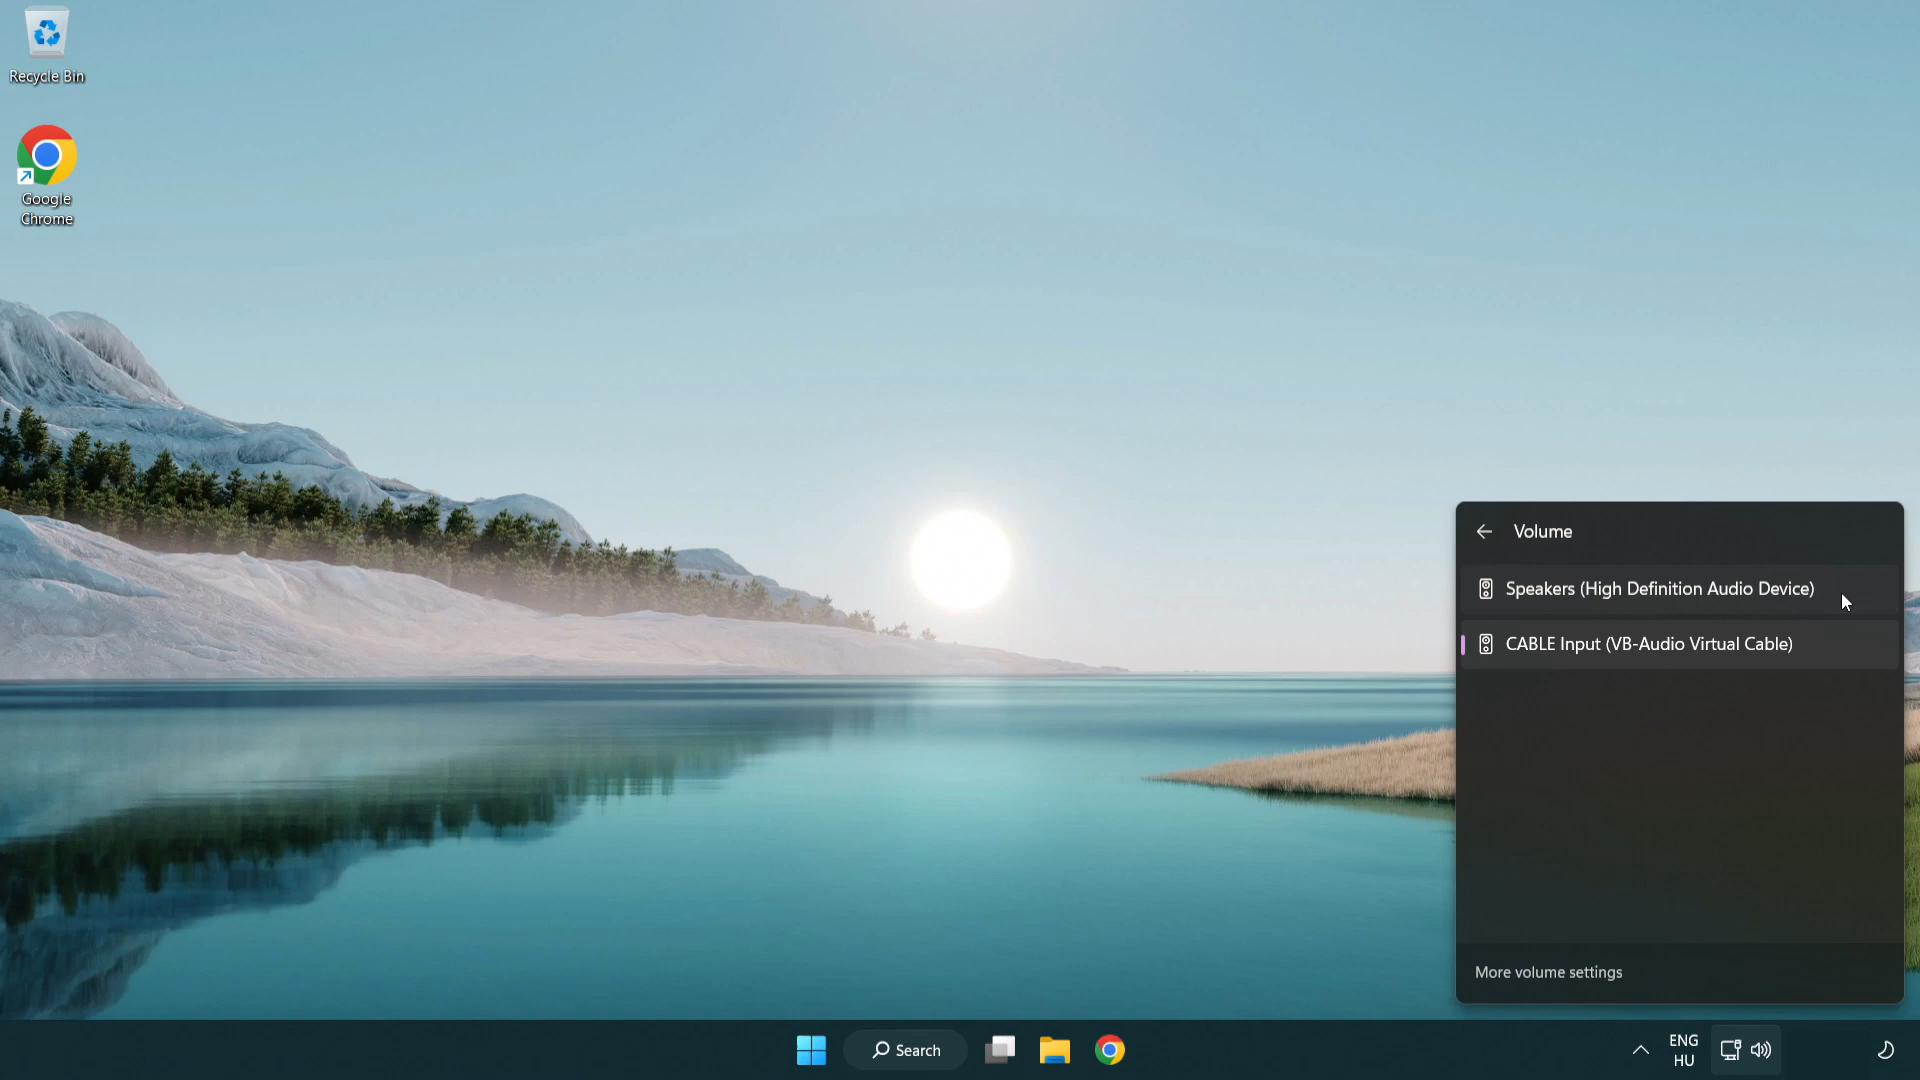 Recycle Bin
Google
Chrome
Volume
Speakers (High Definition Audio Device)
CABLE Input (VB-Audio Virtual Cable)
More volume settings
Search
ENG
HU